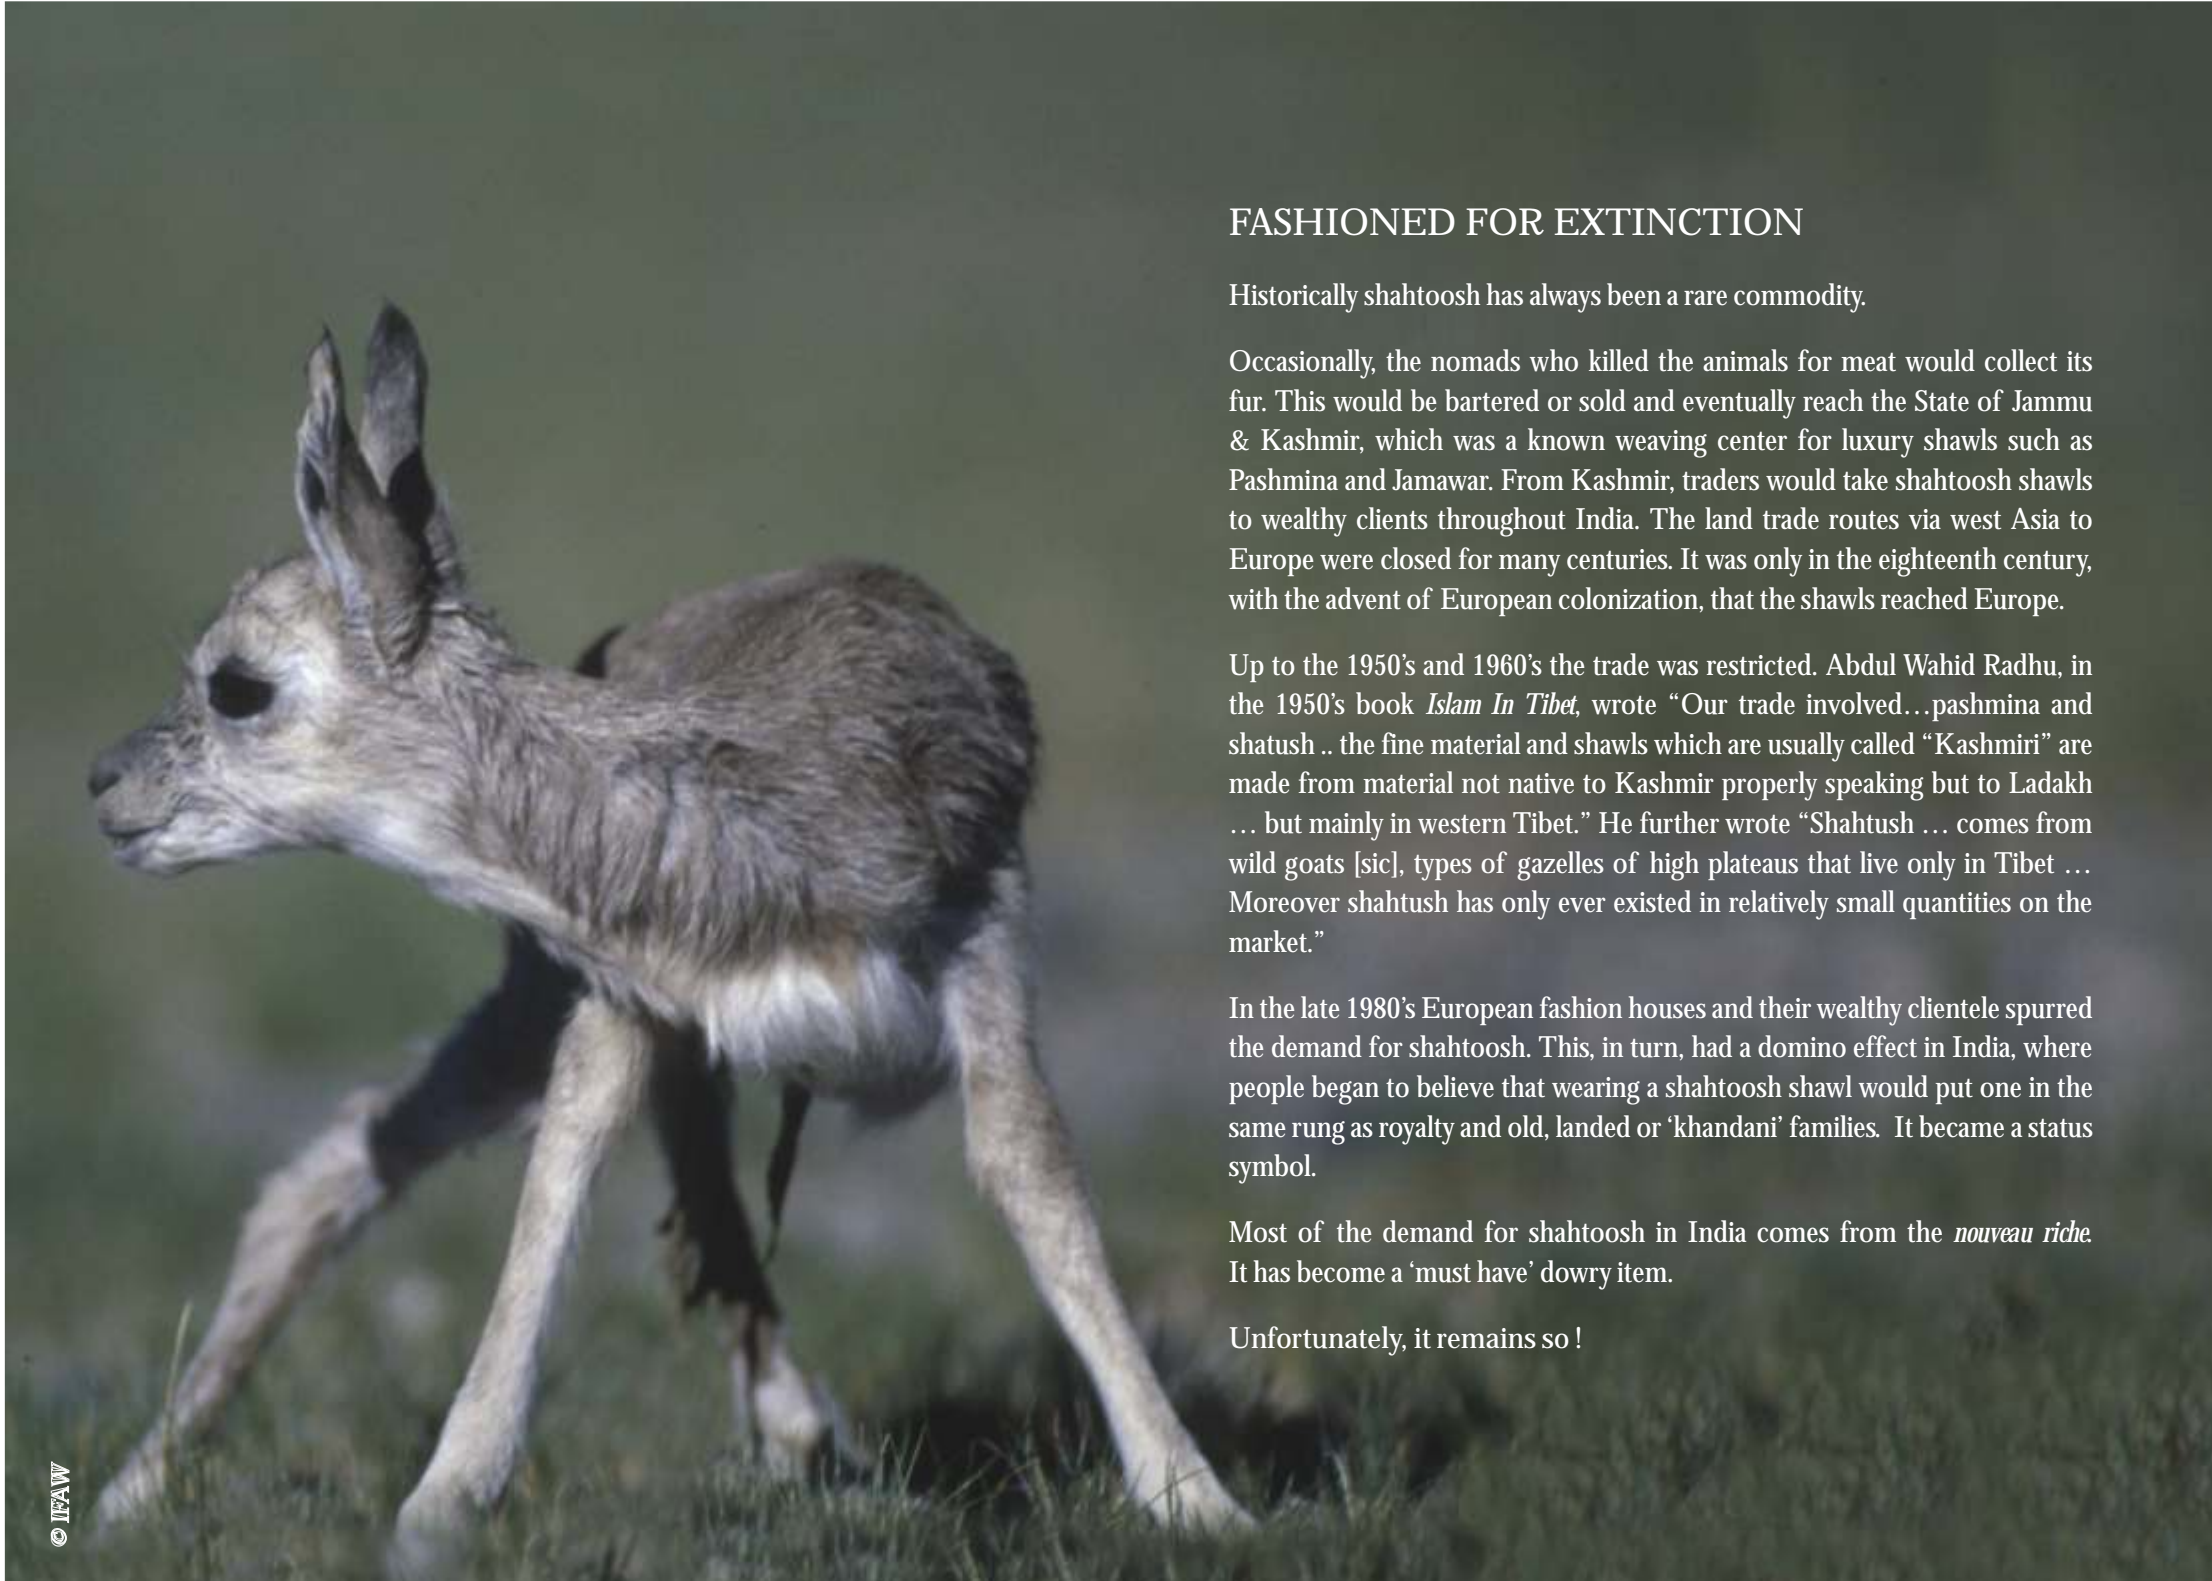 FASHIONED FOR EXTINCTION
Historically shahtoosh has always been a rare commodity.
Occasionally, the nomads who killed the animals for meat would collect its
fur. This would be bartered or sold and eventually reach the State of Jammu
& Kashmir, which was a known weaving center for luxury shawls such as
Pashmina and Jamawar. From Kashmir, traders would take shahtoosh shawls
to wealthy clients throughout India. The land trade routes via west Asia to
Europe were closed for many centuries. It was only in the eighteenth century,
with the advent of European colonization, that the shawls reached Europe.
Up to the 1950’s and 1960’s the trade was restricted. Abdul Wahid Radhu, in
the 1950’s book Islam In Tibet, wrote “Our trade involved…pashmina and
shatush .. the fine material and shawls which are usually called “Kashmiri” are
made from material not native to Kashmir properly speaking but to Ladakh
… but mainly in western Tibet.” He further wrote “Shahtush … comes from
wild goats [sic], types of gazelles of high plateaus that live only in Tibet …
Moreover shahtush has only ever existed in relatively small quantities on the
market.”
In the late 1980’s European fashion houses and their wealthy clientele spurred
the demand for shahtoosh. This, in turn, had a domino effect in India, where
people began to believe that wearing a shahtoosh shawl would put one in the
same rung as royalty and old, landed or ‘khandani’ families. It became a status
symbol.
Most of the demand for shahtoosh in India comes from the nouveau riche.
It has become a ‘must have’ dowry item.
Unfortunately, it remains so !
© IFAW